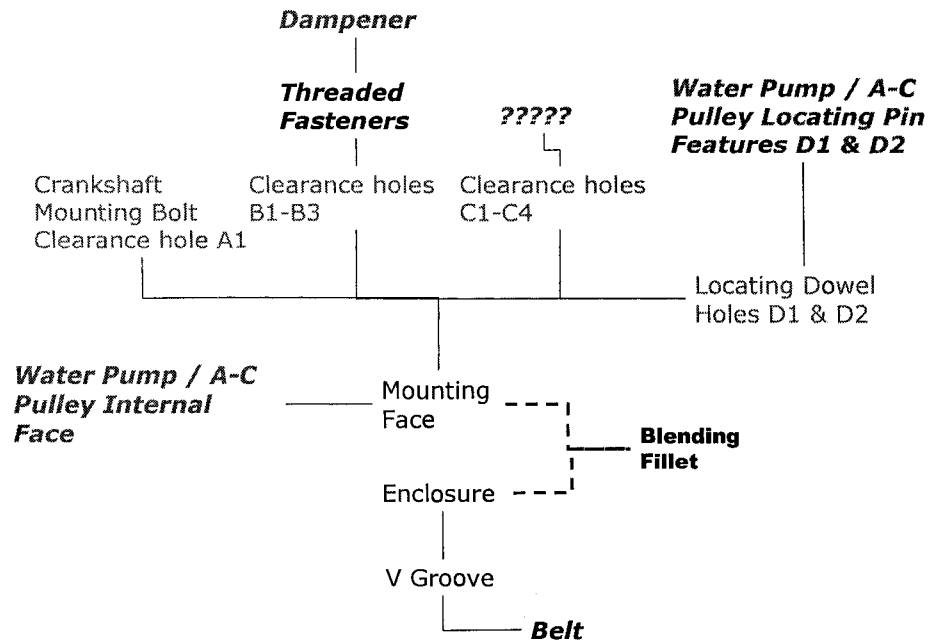 Dampener
Threaded
Fasteners
?????
Water Pump / A-C
Pulley Locating Pin
Features D1 & D2
Crankshaft
Mounting Bolt
Clearance hole A1
Clearance holes
B1-B3
Clearance holes
C1-C4
Locating Dowel
Holes D1 & D2
Water Pump / A-C
Pulley Internal
Face
Mounting
Face
Blending
Fillet
Enclosure
V Groove
Belt